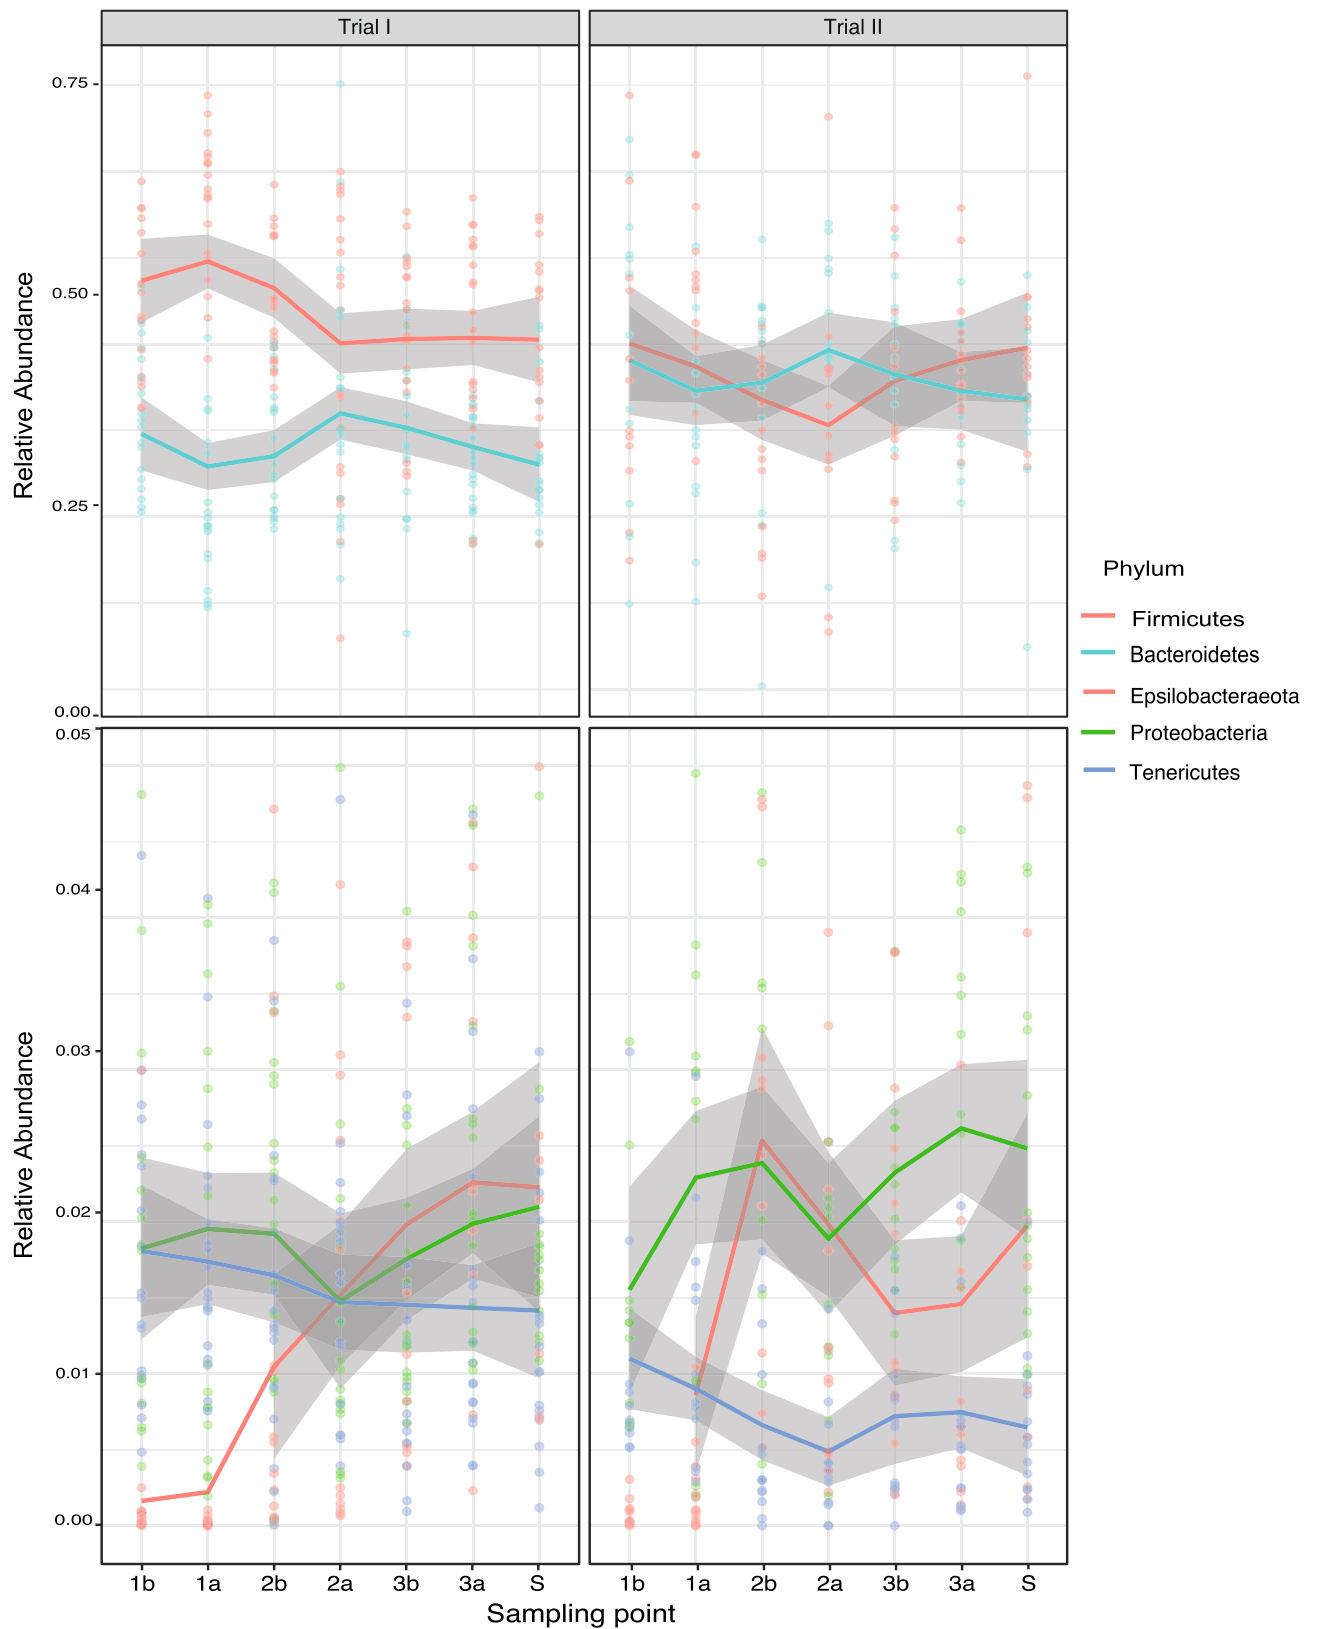 Trial I
Trial II
0.75
0.50
0.25
0.00
Relative Abundance
0.05
0.04
0.03
0.02
0.01
0.00
Relative Abundance
1b 1a 2b 2a 3b 3a S
1b 1a 2b 2a 3b 3a S
Sampling point
Phylum
Firmicutes
Bacteroidetes
Epsilobacteraeota
Proteobacteria
Tenericutes